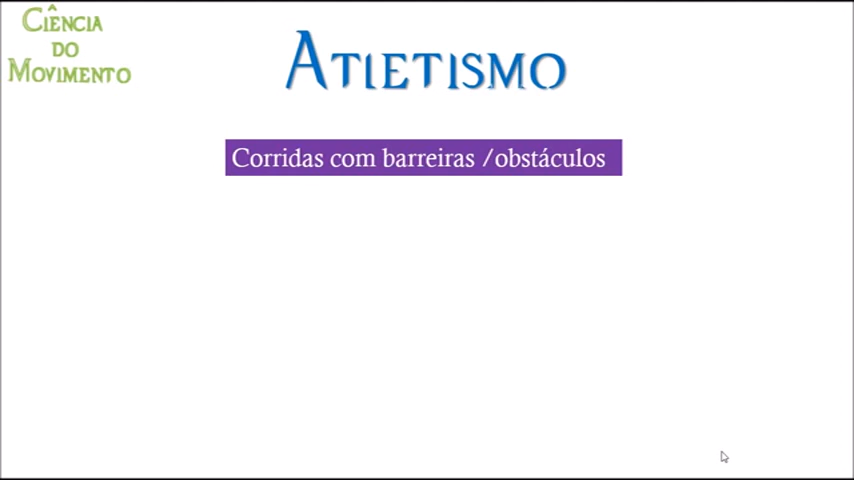 Ciência
do
Movimento
Atletismo
Corridas com barreiras /obstáculos